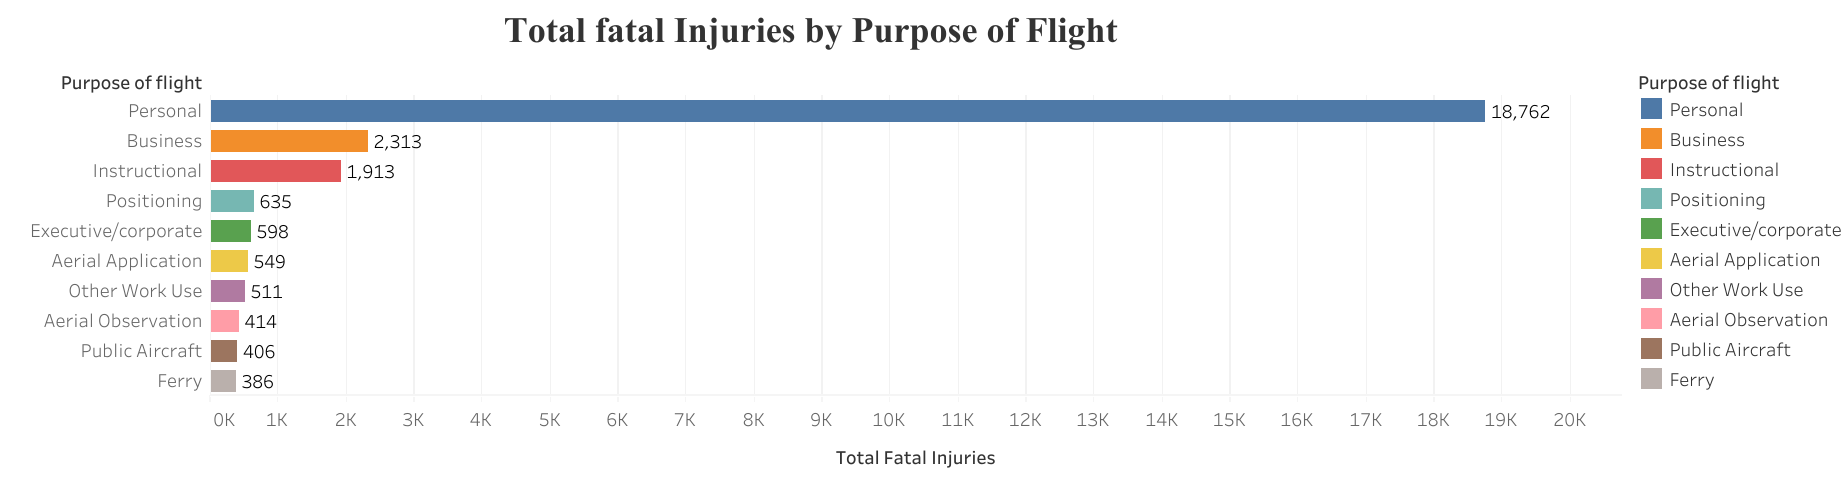 Total fatal Injuries by Purpose of Flight
Purpose of flight
Personal 18,762
Business 2,313
Instructional 1,913
Positioning 635
Executive/corporate 598
Aerial Application 549
Other Work Use 511
Aerial Observation 414
Public Aircraft 406
Ferry 386
0K 1K 2K 3K 4K 5K 6K 7K 8K 9K 10K 11K 12K 13K 14K 15K 16K 17K 18K 19K 20K
Total Fatal Injuries
Purpose of flight
Personal
Business
Instructional
Positioning
Executive/corporate
Aerial Application
Other Work Use
Aerial Observation
Public Aircraft
Ferry